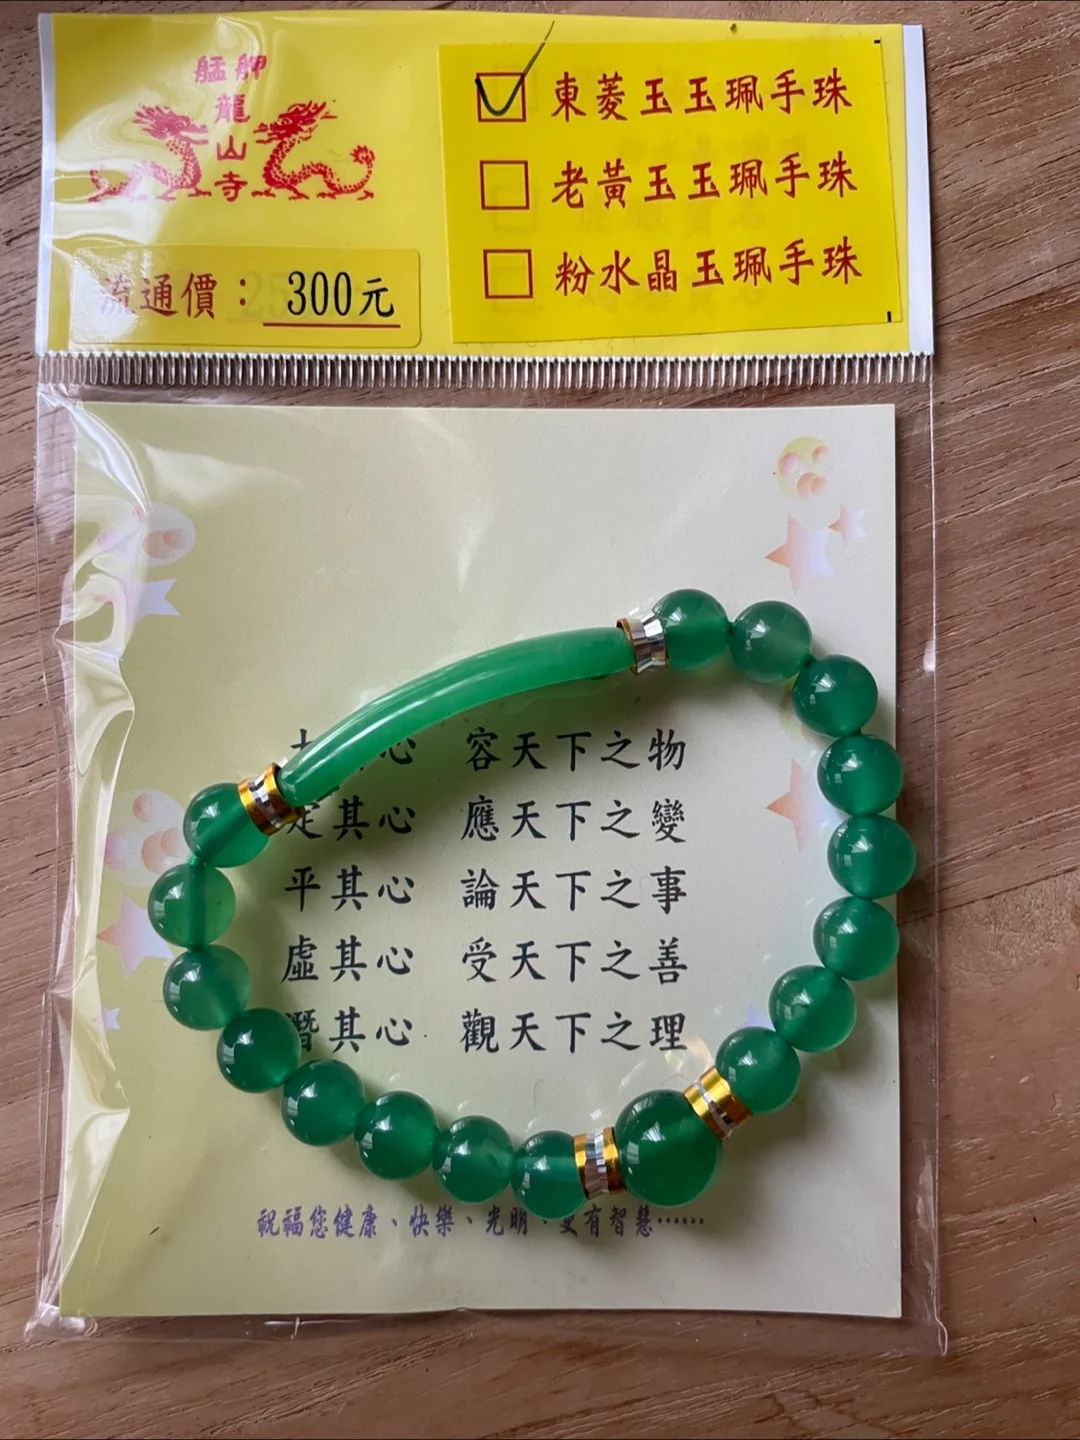 艋舺
龍
山
寺
東菱玉玉珮手珠
老黃玉玉珮手珠
粉水晶玉珮手珠
流通價：300元
心 容天下之物
定其心 應天下之變
平其心 論天下之事
虛其心 受天下之善
潛其心 觀天下之理
祝福您健康、快樂、光明、更有智慧......